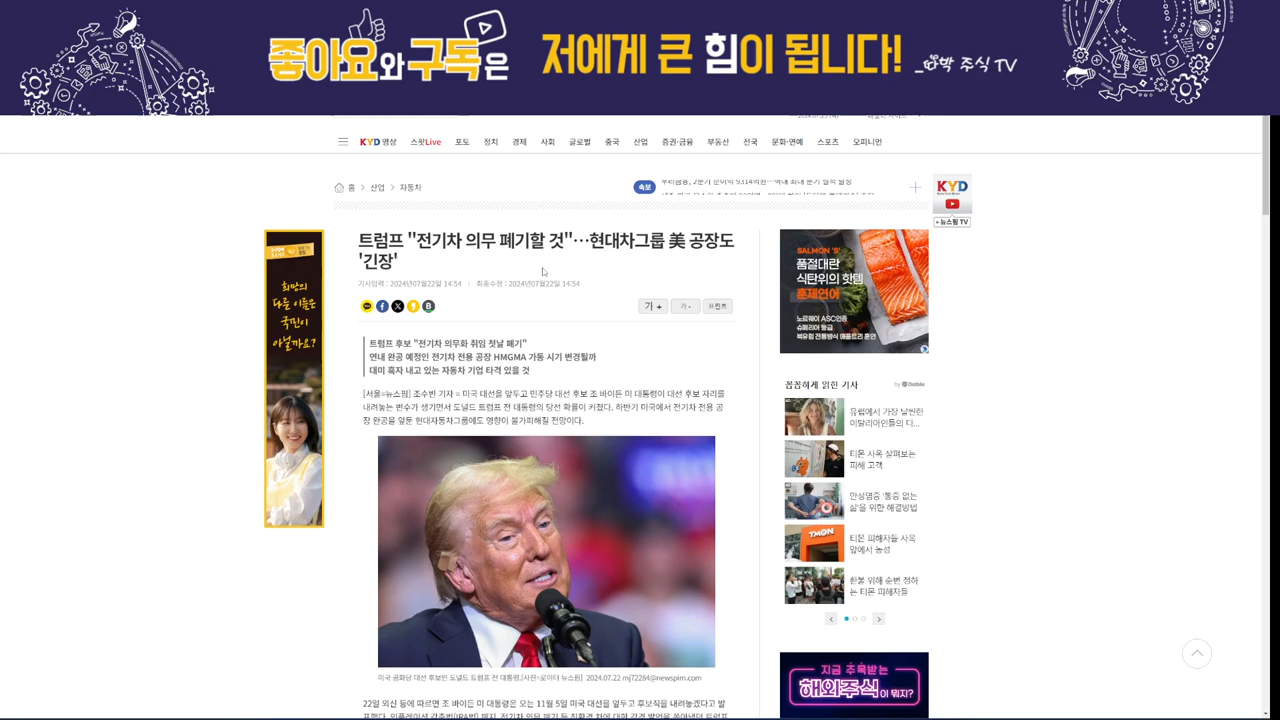 좋아요와 구독은 저에게 큰 힘이 됩니다!
박 주식 TV
KYD 영상 스팟Live 포토 정치 경제 사회 글로벌 중국 산업 증권·금융 부동산 전국 문화·연예 스포츠 오피니언
홈 > 산업 > 자동차
속보
KYD
뉴스핌 TV
트럼프 "전기차 의무 폐기할 것"…현대차그룹 美 공장도
'긴장'
기사입력 : 2024년07월22일 14:54 최종수정 : 2024년07월22일 14:54
가 + 가 - 프린트
트럼프 후보 "전기차 의무화 취임 첫날 폐기"
연내 완공 예정인 전기차 전용 공장 HMGMA 가동 시기 변경될까
대미 흑자 내고 있는 자동차 기업 타격 있을 것
[서울=뉴스핌] 조수빈 기자 = 미국 대선을 앞두고 민주당 대선 후보 조 바이든 미 대통령이 대선 후보 자리를
내려놓는 변수가 생기면서 도널드 트럼프 전 대통령의 당선 확률이 커졌다. 하반기 미국에서 전기차 전용 공
장 완공을 앞둔 현대자동차그룹에도 영향이 불가피해질 전망이다.
미국 공화당 대선 후보인 도널드 트럼프 전 대통령.[사진=로이터 뉴스핌] 2024.07.22 mj72284@newspim.com
22일 외신 등에 따르면 조 바이든 미 대통령은 오는 11월 5일 미국 대선을 앞두고 후보직을 내려놓겠다고 발
희망의
다른 이름은
국민이
아닐까요?
SALMON 'S'
품절대란
식탄위의 핫템
훈제연어
노르웨이 ASC인증
슈페리어 등급
북유럽 전통방식 애플트리 훈연
꼼꼼하게 읽힌 기사
by Dable
유럽에서 가장 날씬한
이탈리아인들의 다...
티몬 사옥 살펴보는
피해 고객
만성염증 '통증 없는
삶'을 위한 해결방법
TMON
티몬 피해자들 사옥
앞에서 농성
환불 위해 순번 정하
는 티몬 피해자들
지금 주목받는
해외주식이 뭐지?